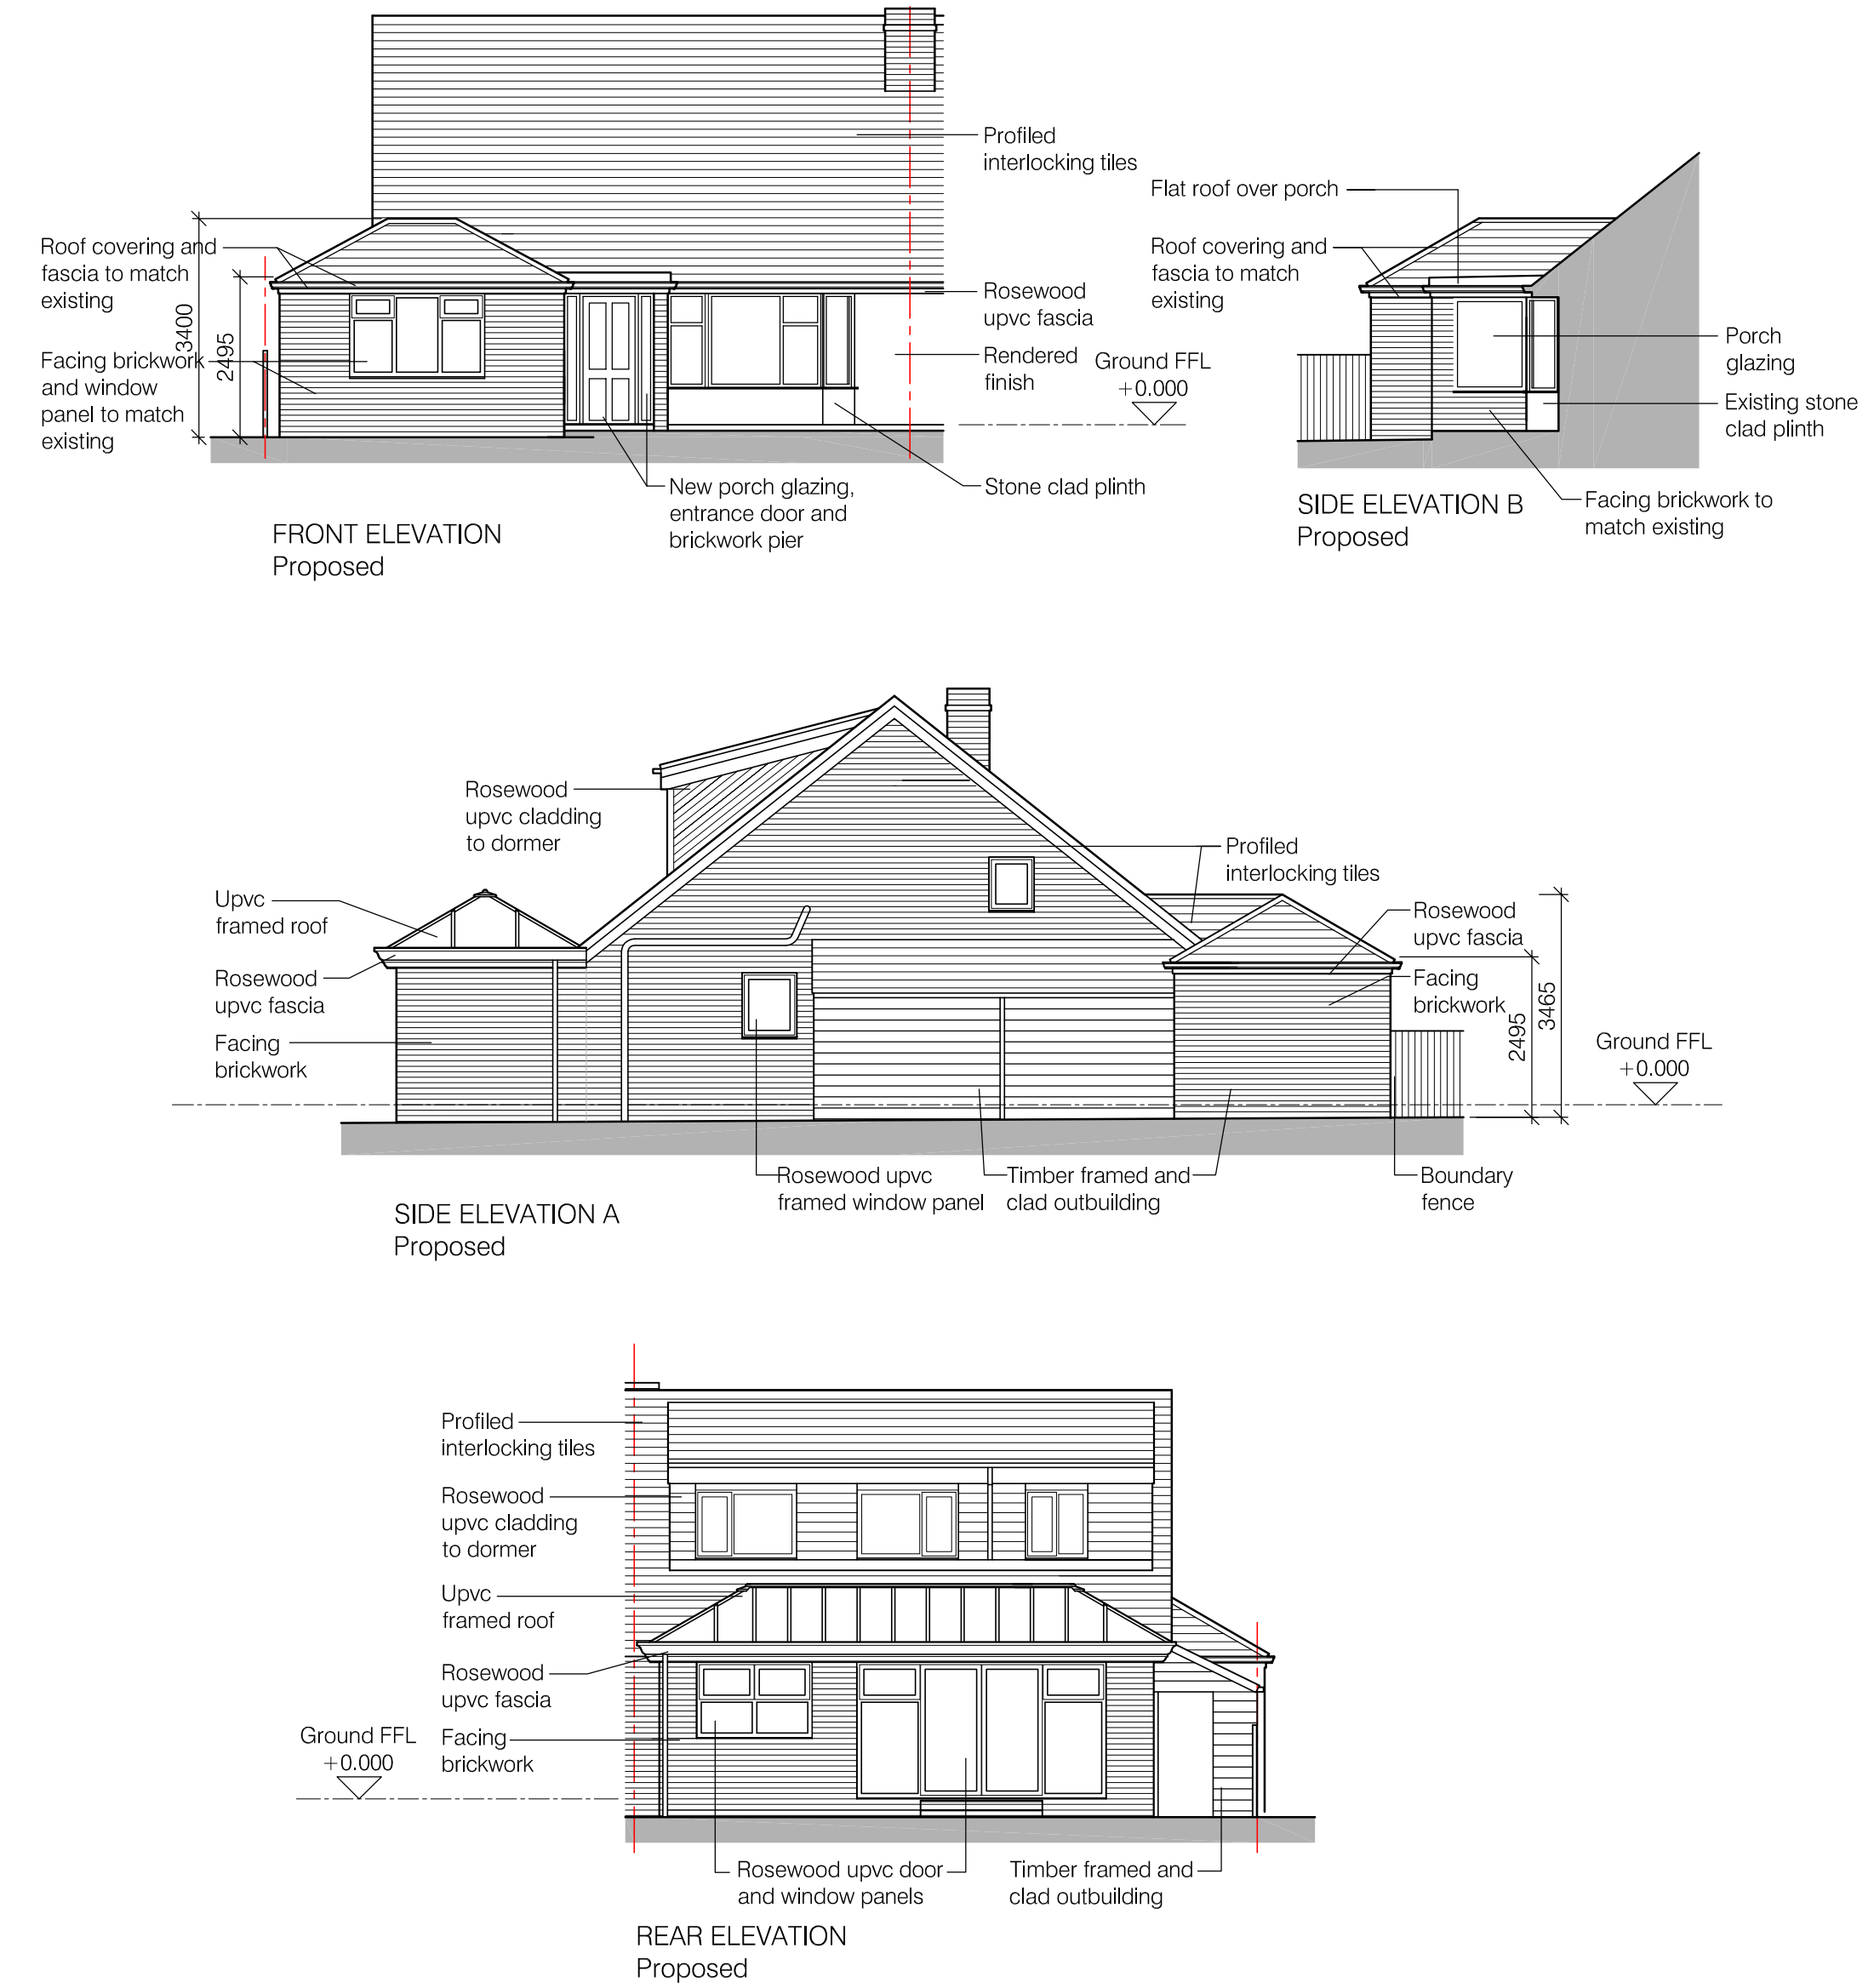 Profiled
interlocking tiles
Roof covering and
fascia to match
existing
3400
2495
Facing brickwork
and window
panel to match
existing
Rosewood
upvc fascia
Rendered
finish
Ground FFL
+0.000
Stone clad plinth
New porch glazing,
entrance door and
brickwork pier
FRONT ELEVATION
Proposed
Flat roof over porch
Roof covering and
fascia to match
existing
Porch
glazing
Existing stone
clad plinth
Facing brickwork to
match existing
SIDE ELEVATION B
Proposed
Rosewood
upvc cladding
to dormer
Upvc
framed roof
Rosewood
upvc fascia
Facing
brickwork
Profiled
interlocking tiles
Rosewood
upvc fascia
Facing
brickwork
2495
3465
Ground FFL
+0.000
Rosewood upvc
framed window panel
Timber framed and
clad outbuilding
Boundary
fence
SIDE ELEVATION A
Proposed
Profiled
interlocking tiles
Rosewood
upvc cladding
to dormer
Upvc
framed roof
Rosewood
upvc fascia
Facing
brickwork
Ground FFL
+0.000
Rosewood upvc door
and window panels
Timber framed and
clad outbuilding
REAR ELEVATION
Proposed